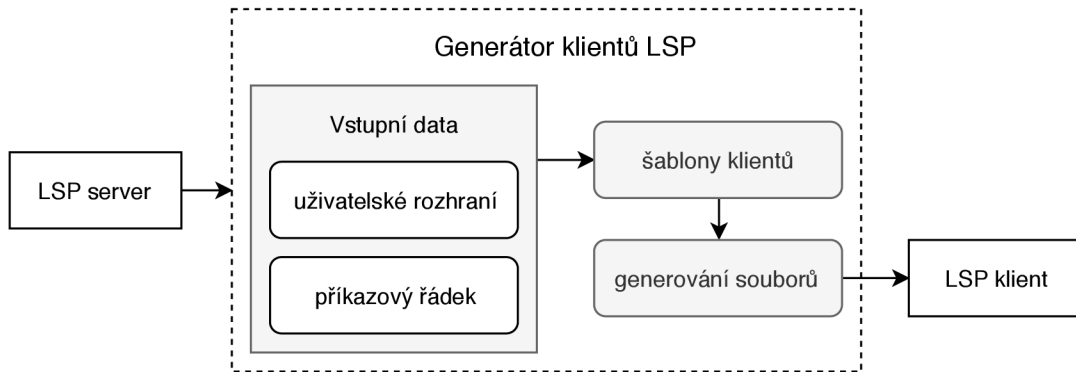 Generátor klientů LSP
Vstupní data
LSP server
uživatelské rozhraní
příkazový řádek
šablony klientů
generování souborů
LSP klient